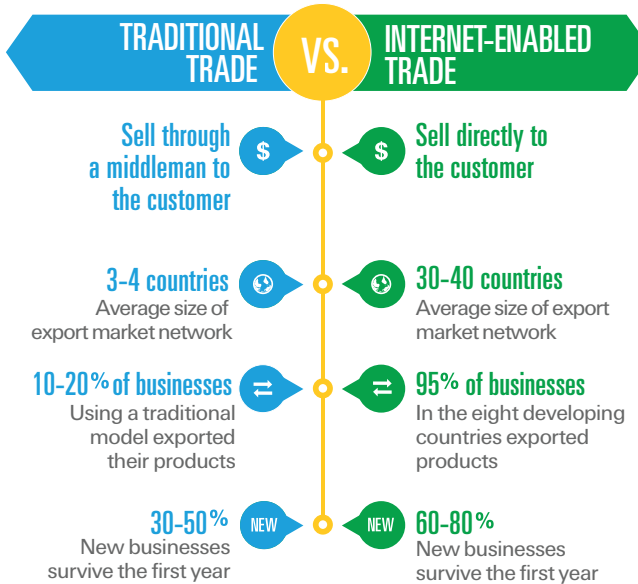 TRADITIONAL
TRADE
VS.
INTERNET-ENABLED
TRADE
Sell through
a middleman to
the customer
$
$
Sell directly to
the customer
3-4 countries
Average size of
export market network
30-40 countries
Average size of export
market network
10-20% of businesses
Using a traditional
model exported
their products
95% of businesses
In the eight developing
countries exported
products
30-50%
New businesses
survive the first year
NEW
NEW
60-80%
New businesses
survive the first year